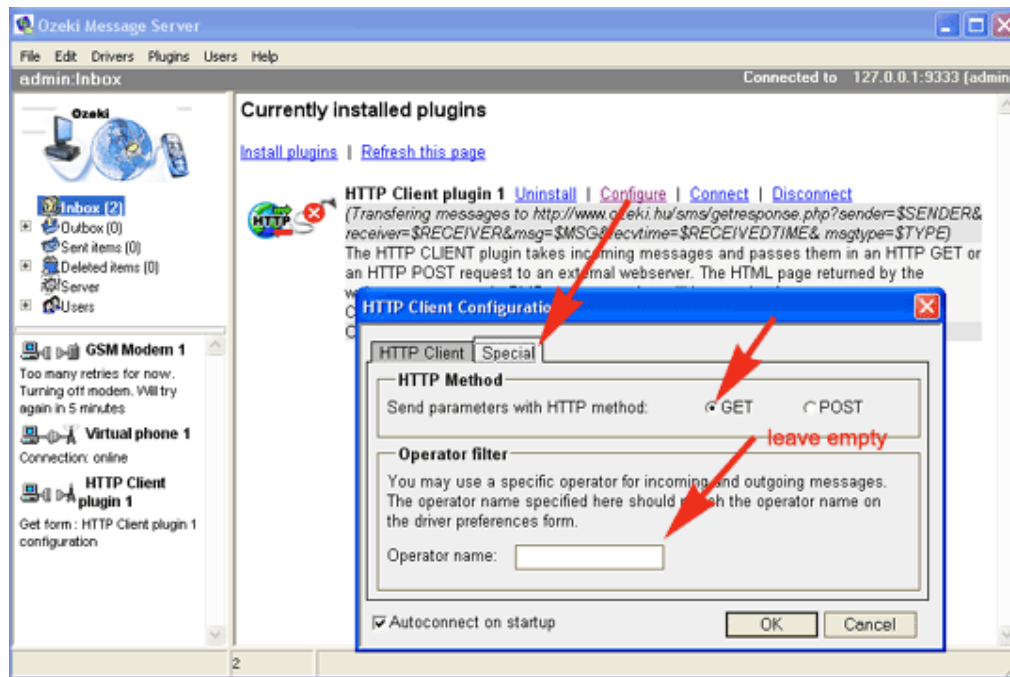 Ozeki Message Server
File Edit Drivers Plugins Users Help
admin:Inbox
Connected to 127.0.0.1:9333 (admin
Ozeki
Inbox (2)
Outbox (0)
Sent items (0)
Deleted items (0)
Server
Users
GSM Modem 1
Too many retries for now.
Turning off modem. Will try
again in 5 minutes
Virtual phone 1
Connection: online
HTTP Client
plugin 1
Get form : HTTP Client plugin 1
configuration
Currently installed plugins
Install plugins | Refresh this page
HTTP
HTTP Client plugin 1 Uninstall | Configure | Connect | Disconnect
(Transfering messages to http://www.ozeki.hu/sms/getresponse.php?sender=$SENDER&
receiver=$RECEIVER&msg=$MSG&recvtime=$RECEIVEDTIME& msgtype=$TYPE)
The HTTP CLIENT plugin takes incoming messages and passes them in an HTTP GET or
an HTTP POST request to an external webserver. The HTML page returned by the
HTTP Client Configuration
HTTP Client Special
HTTP Method
Send parameters with HTTP method: GET POST
leave empty
Operator filter
You may use a specific operator for incoming and outgoing messages.
The operator name specified here should match the operator name on
the driver preferences form.
Operator name:
Autoconnect on startup
OK Cancel
2